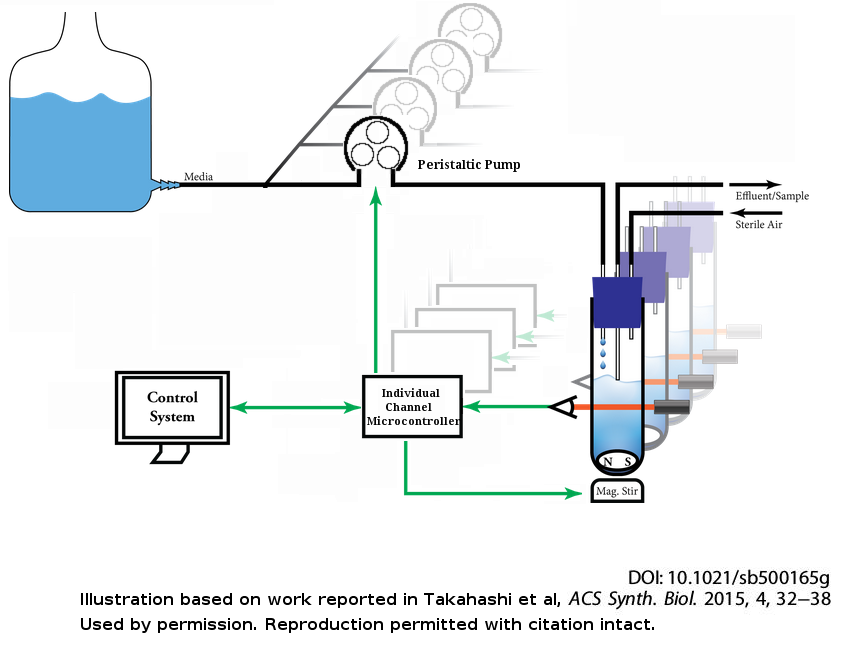 Media
Peristaltic Pump
Effluent/Sample
Sterile Air
Control
System
Individual
Channel
Microcontroller
N S
Mag. Stir
DOI: 10.1021/sb500165g
Illustration based on work reported in Takahashi et al, ACS Synth. Biol. 2015, 4, 32–38
Used by permission. Reproduction permitted with citation intact.